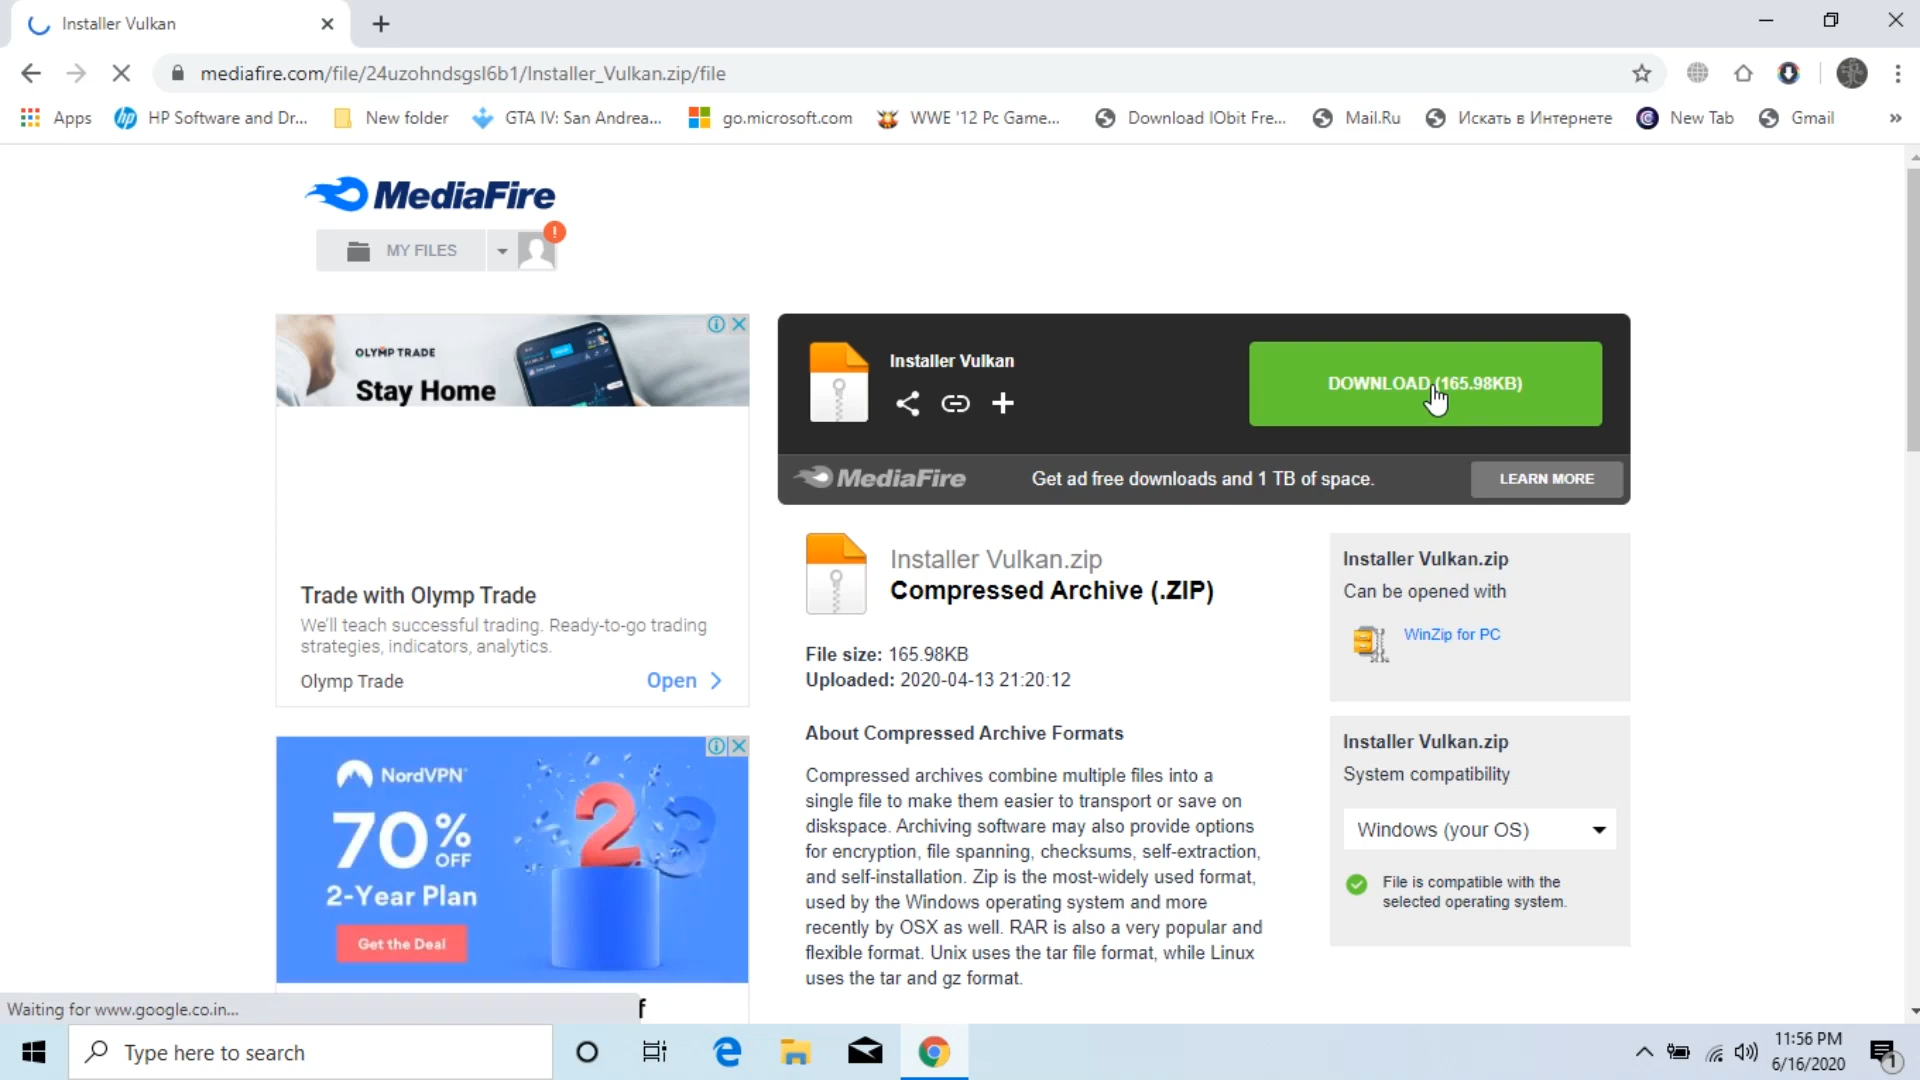 Installer Vulkan
mediafire.com/file/24uzohndsgsl6b1/Installer_Vulkan.zip/file
Apps
HP Software and Dr...
New folder
GTA IV: San Andrea...
go.microsoft.com
WWE '12 Pc Game...
Download IObit Fre...
Mail.Ru
Искать в Интернете
New Tab
Gmail
»
MediaFire
MY FILES
!
OLYMP TRADE
Stay Home
Trade with Olymp Trade
We'll teach successful trading. Ready-to-go trading
strategies, indicators, analytics.
Olymp Trade
Open
NordVPN
70% OFF
2-Year Plan
Get the Deal
2 3
f
Installer Vulkan
DOWNLOAD (165.98KB)
MediaFire
Get ad free downloads and 1 TB of space.
LEARN MORE
Installer Vulkan.zip
Compressed Archive (.ZIP)
File size: 165.98KB
Uploaded: 2020-04-13 21:20:12
About Compressed Archive Formats
Compressed archives combine multiple files into a
single file to make them easier to transport or save on
diskspace. Archiving software may also provide options
for encryption, file spanning, checksums, self-extraction,
and self-installation. Zip is the most-widely used format,
used by the Windows operating system and more
recently by OSX as well. RAR is also a very popular and
flexible format. Unix uses the tar file format, while Linux
uses the tar and gz format.
Installer Vulkan.zip
Can be opened with
WinZip for PC
Installer Vulkan.zip
System compatibility
Windows (your OS)
File is compatible with the
selected operating system.
Waiting for www.google.co.in...
Type here to search
11:56 PM
6/16/2020
1